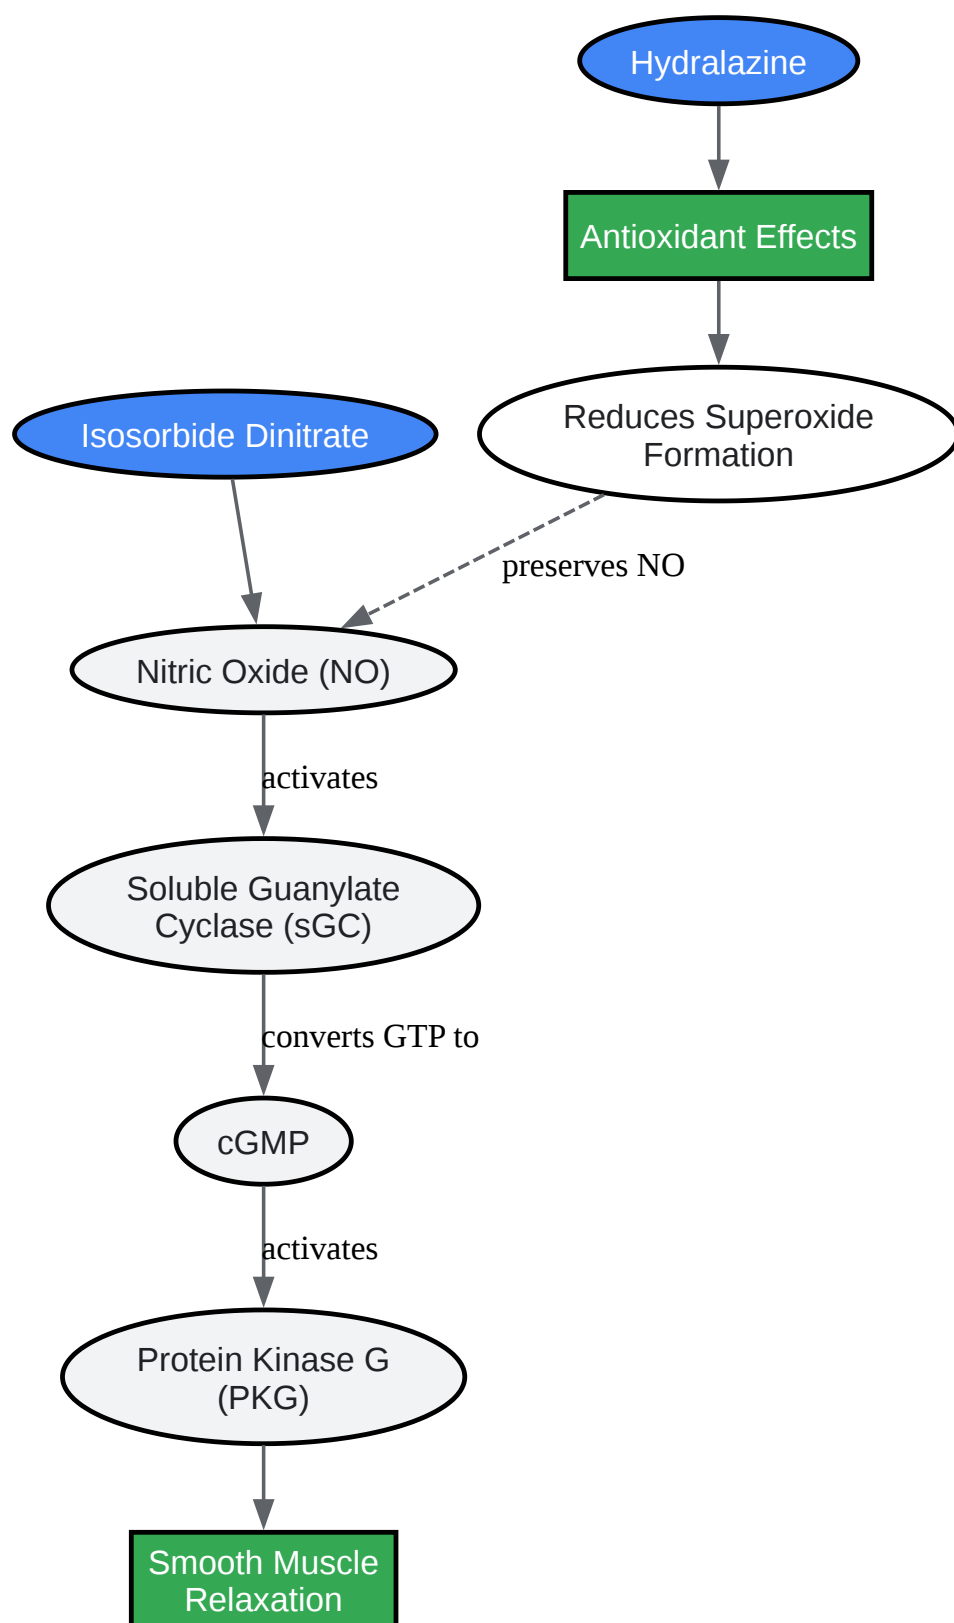 Hydralazine
Antioxidant Effects
Reduces Superoxide
Formation
Isosorbide Dinitrate
preserves NO
Nitric Oxide (NO)
activates
Soluble Guanylate
Cyclase (sGC)
converts GTP to
cGMP
activates
Protein Kinase G
(PKG)
Smooth Muscle
Relaxation